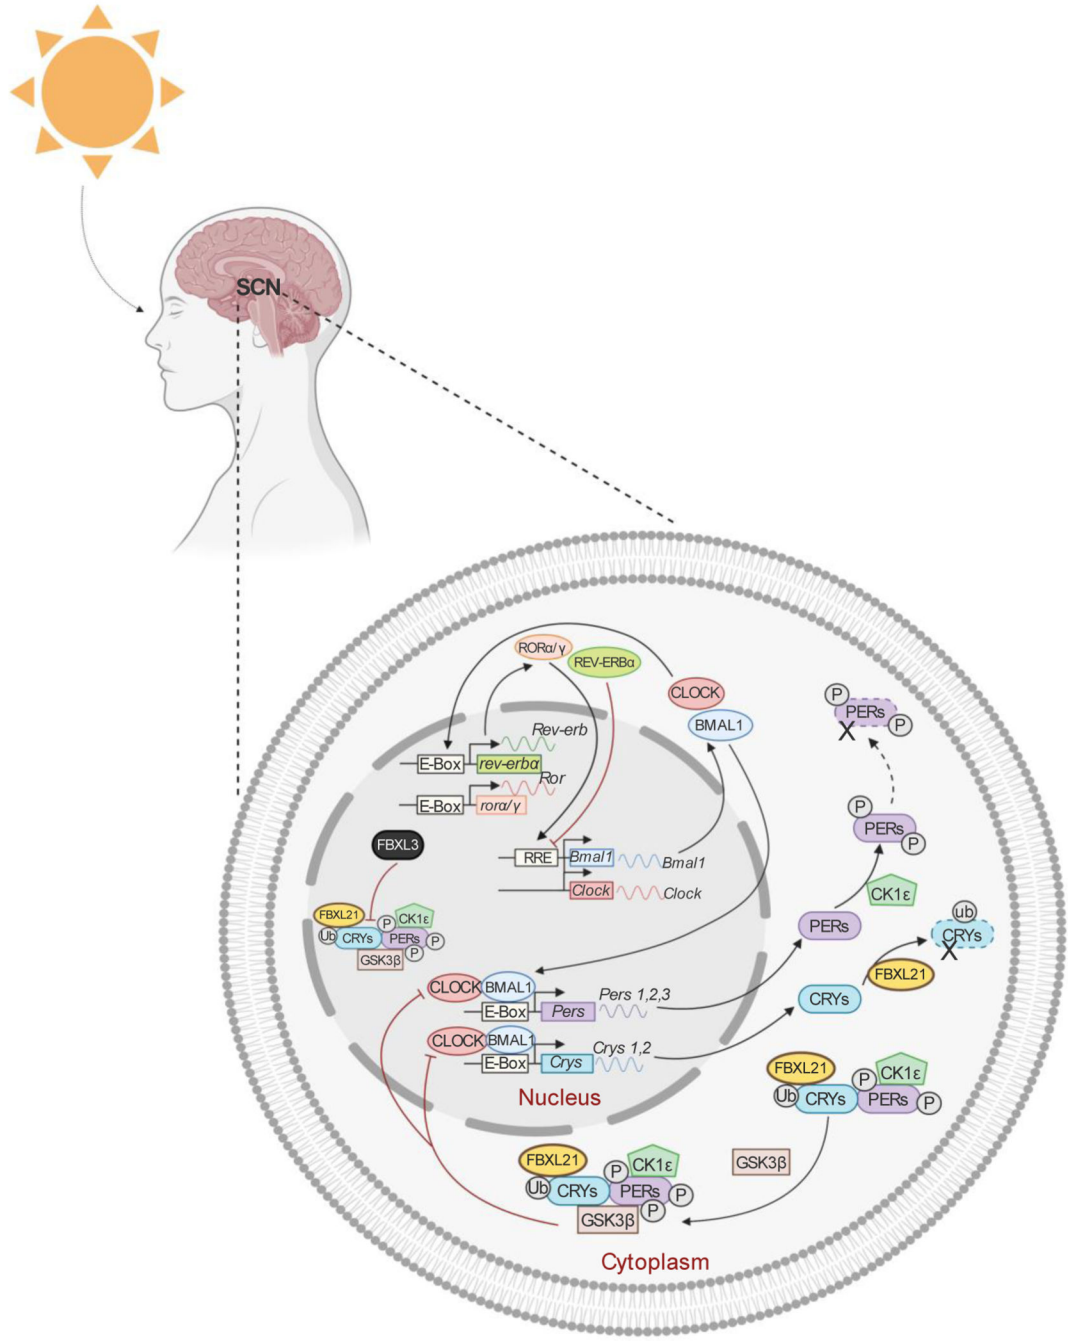 SCN
RORα/γ
REV-ERBα
CLOCK
BMAL1
P
PERs
P
X
Rev-erb
E-Box
rev-erbα
Ror
E-Box
rorα/γ
P
PERs
P
FBXL3
RRE
Bmal1
Bmal1
Clock
Clock
CK1ε
FBXL21
P
CK1ε
Ub
CRYs
PERs
P
GSK3β
P
PERs
ub
CRYs
X
FBXL21
CLOCK
BMAL1
Pers 1,2,3
E-Box
Pers
CRYs
CLOCK
BMAL1
Crys 1,2
E-Box
Crys
Nucleus
FBXL21
P
CK1ε
Ub
CRYs
PERs
P
FBXL21
P
CK1ε
GSK3β
Ub
CRYs
PERs
P
GSK3β
P
Cytoplasm